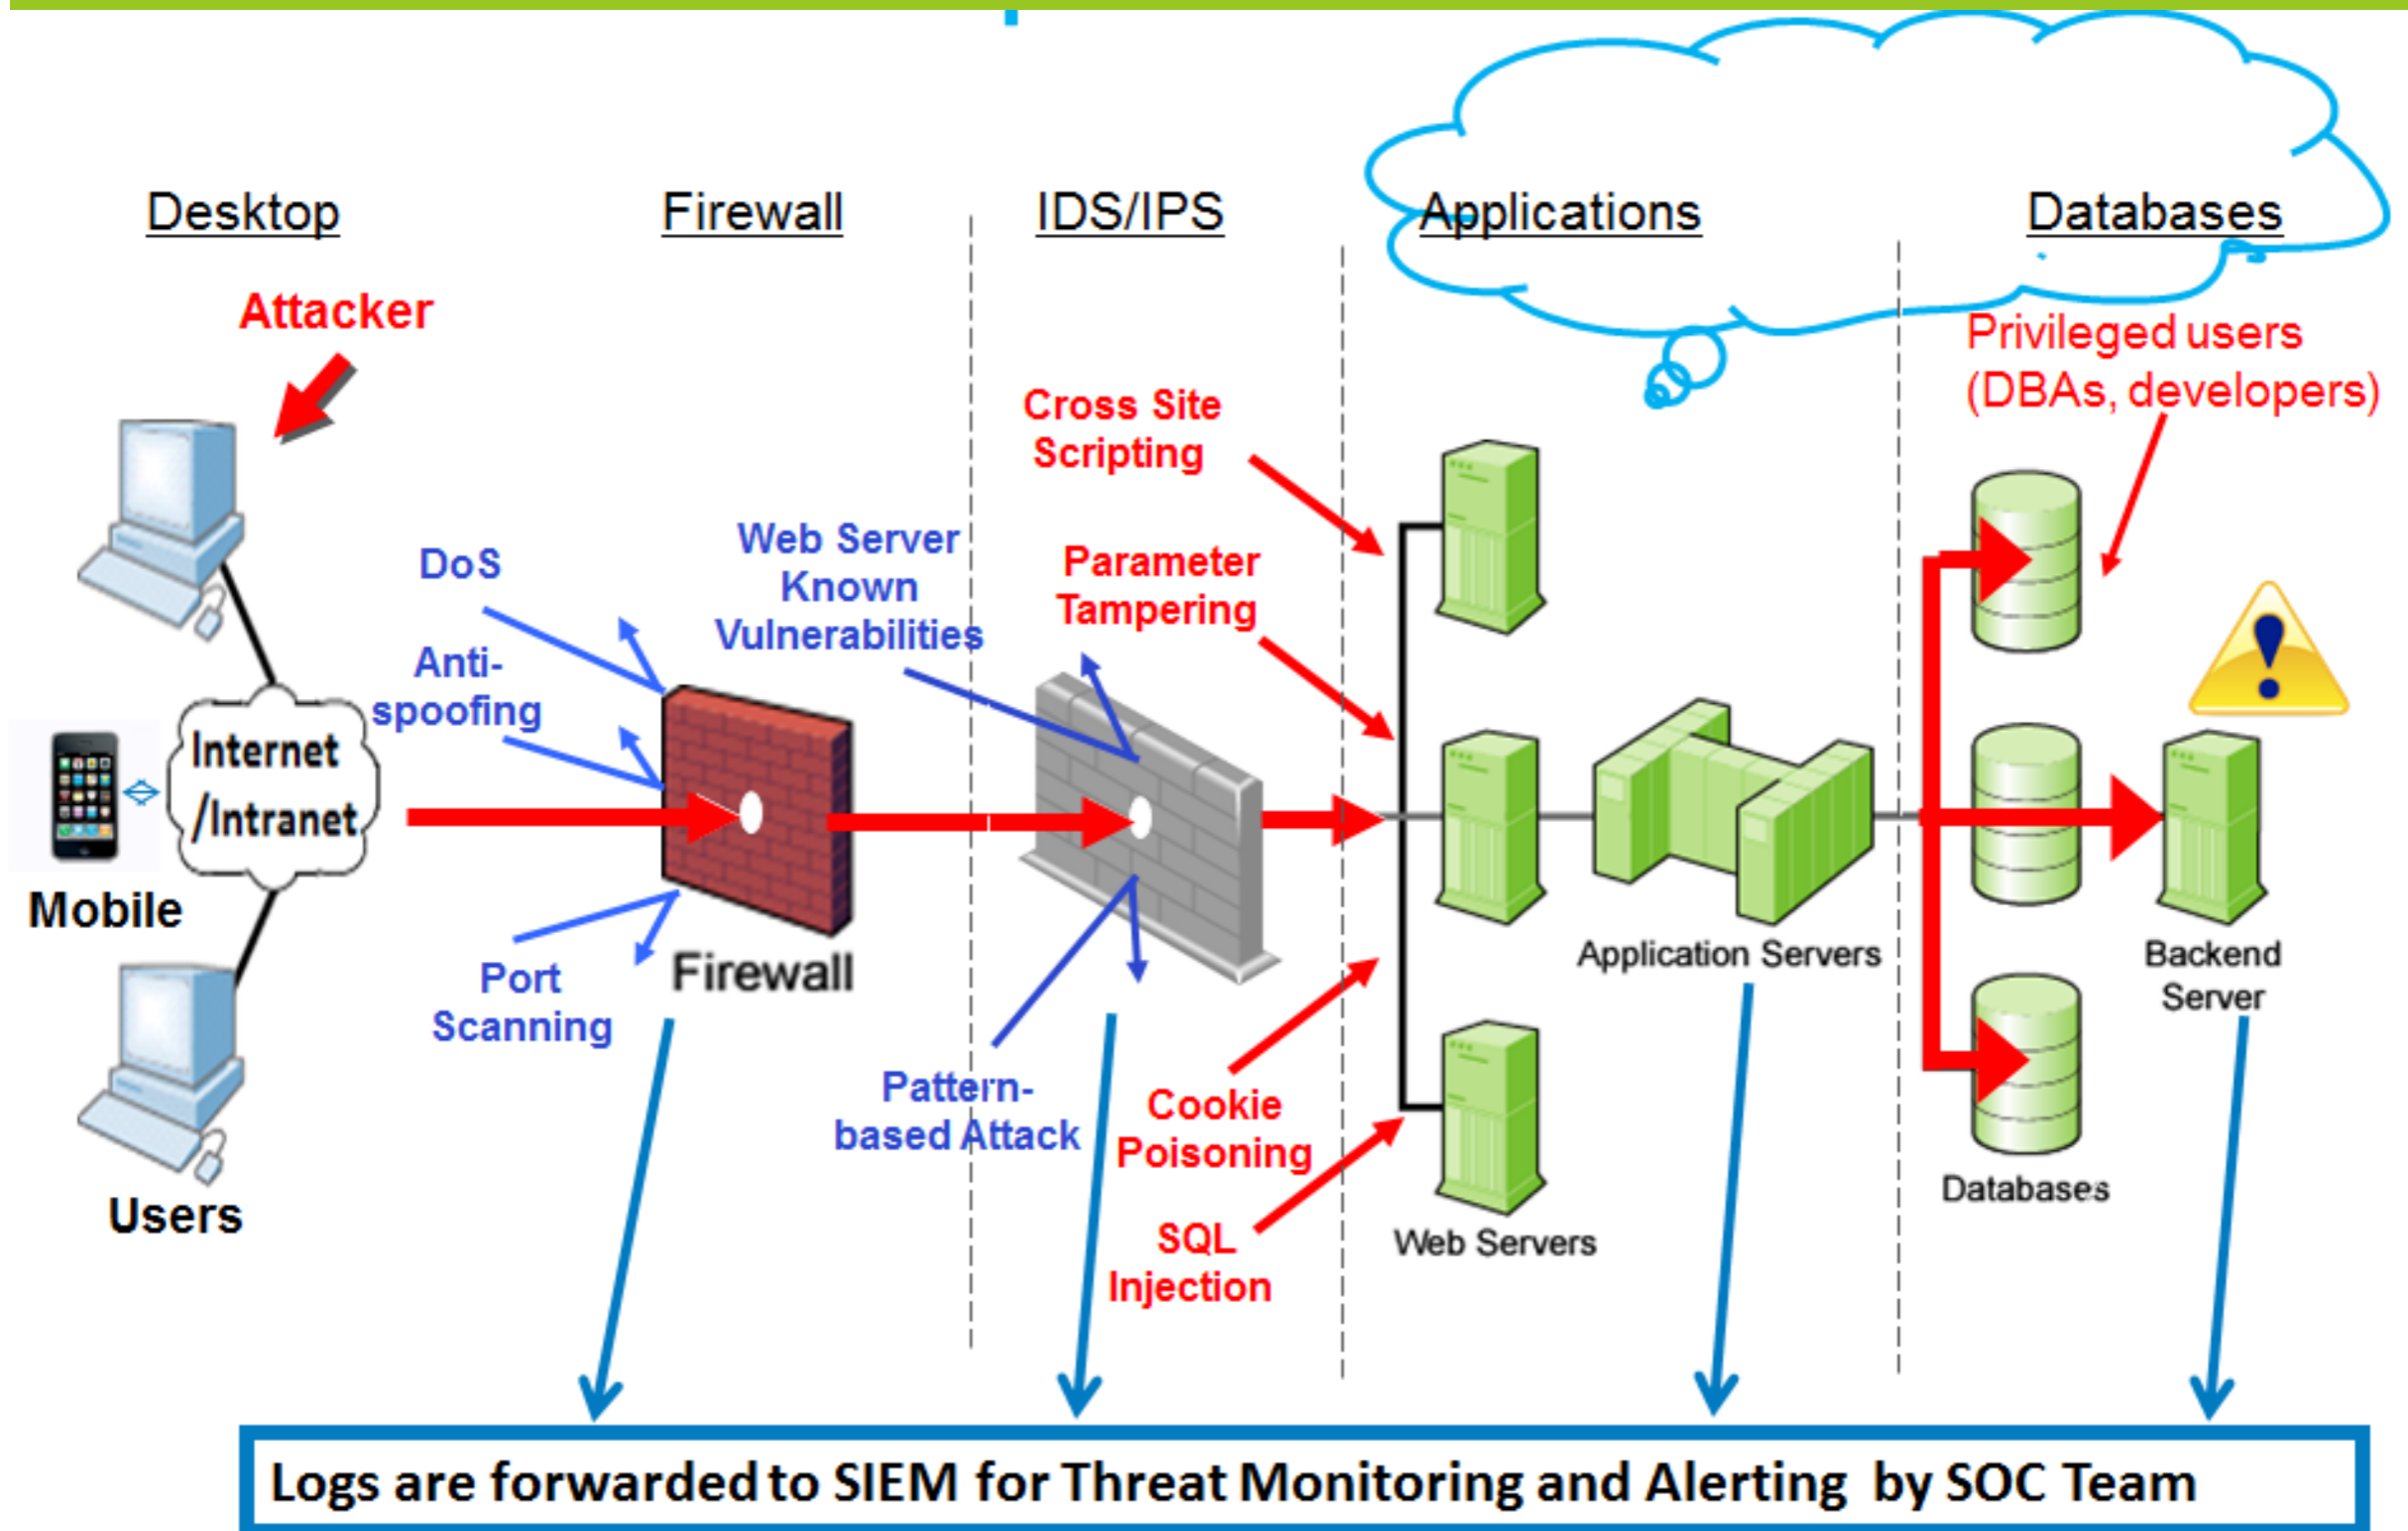 Desktop
Firewall
IDS/IPS
Applications
Databases
Attacker
Privileged users
(DBAs, developers)
Cross Site
Scripting
Web Server
Known
Vulnerabilities
DoS
Parameter
Tampering
Anti-
spoofing
Internet
/Intranet
Mobile
Firewall
Port
Scanning
Application Servers
Backend
Server
Pattern-
based Attack
Cookie
Poisoning
Databases
Users
SQL
Injection
Web Servers
Logs are forwarded to SIEM for Threat Monitoring and Alerting by SOC Team